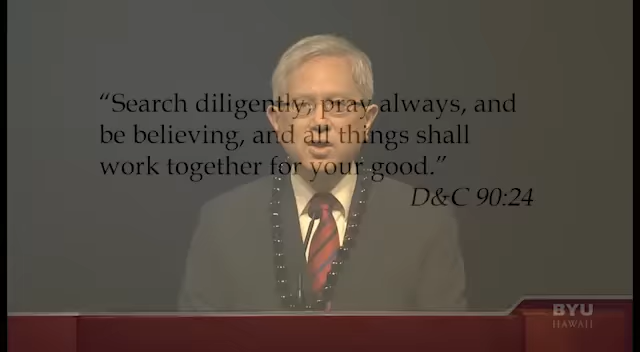 “Search diligently, pray always, and
be believing, and all things shall
work together for your good.”
D&C 90:24
BYU
HAWAII